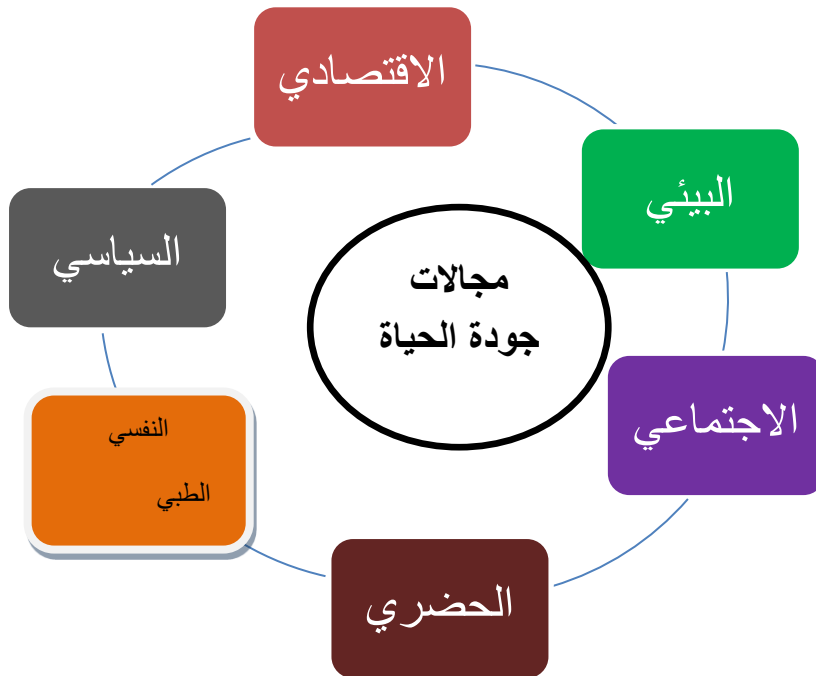 الاقتصادي
البيئي
السياسي
مجالات
جودة الحياة
الاجتماعي
النفسي
الطبي
الحضري